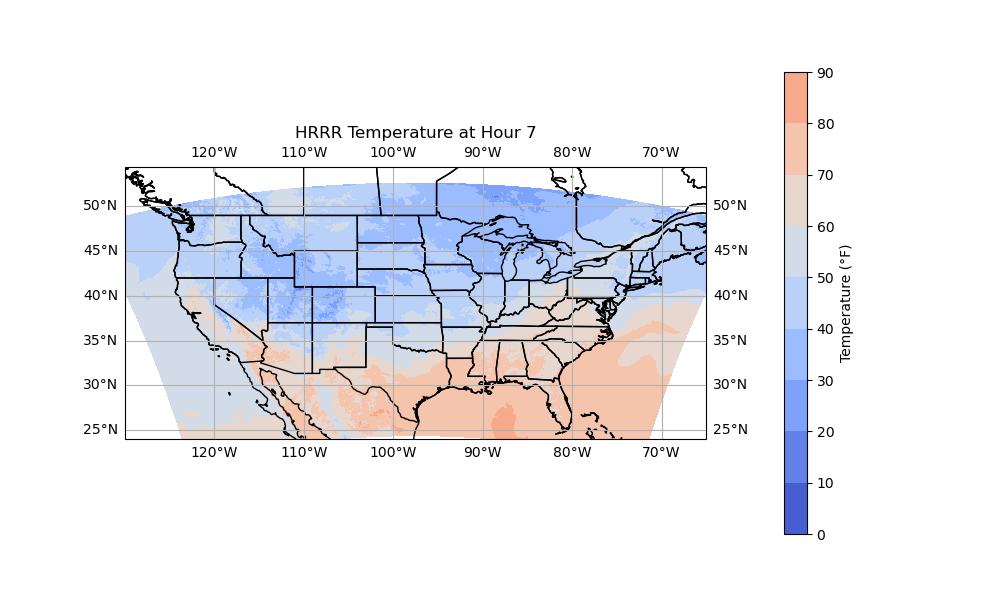 HRRR Temperature at Hour 7
120°W 110°W 100°W 90°W 80°W 70°W
50°N 50°N
45°N 45°N
40°N 40°N
35°N 35°N
30°N 30°N
25°N 25°N
120°W 110°W 100°W 90°W 80°W 70°W
90
80
70
60
50
40
30
20
10
0
Temperature (°F)